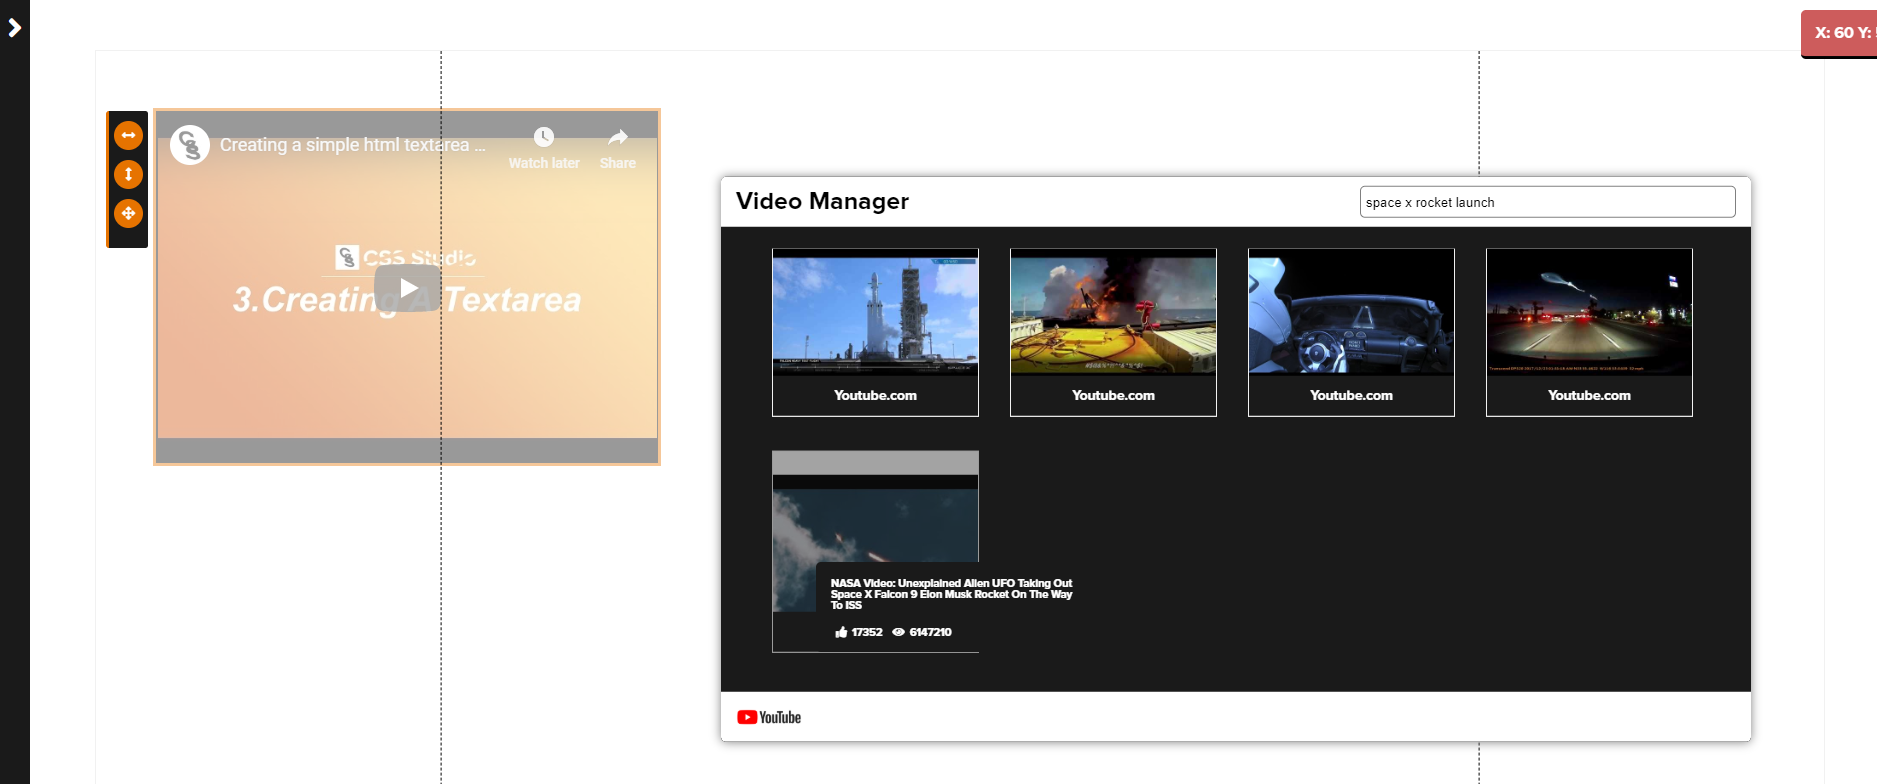 X: 60 Y:
Creating a simple html textarea ...
Watch later
Share
CSS Studio
3.Creating A Textarea
Video Manager
space x rocket launch
Youtube.com
Youtube.com
Youtube.com
Youtube.com
NASA Video: Unexplained Alien UFO Taking Out
Space X Falcon 9 Elon Musk Rocket On The Way
To ISS
17352
6147210
YouTube